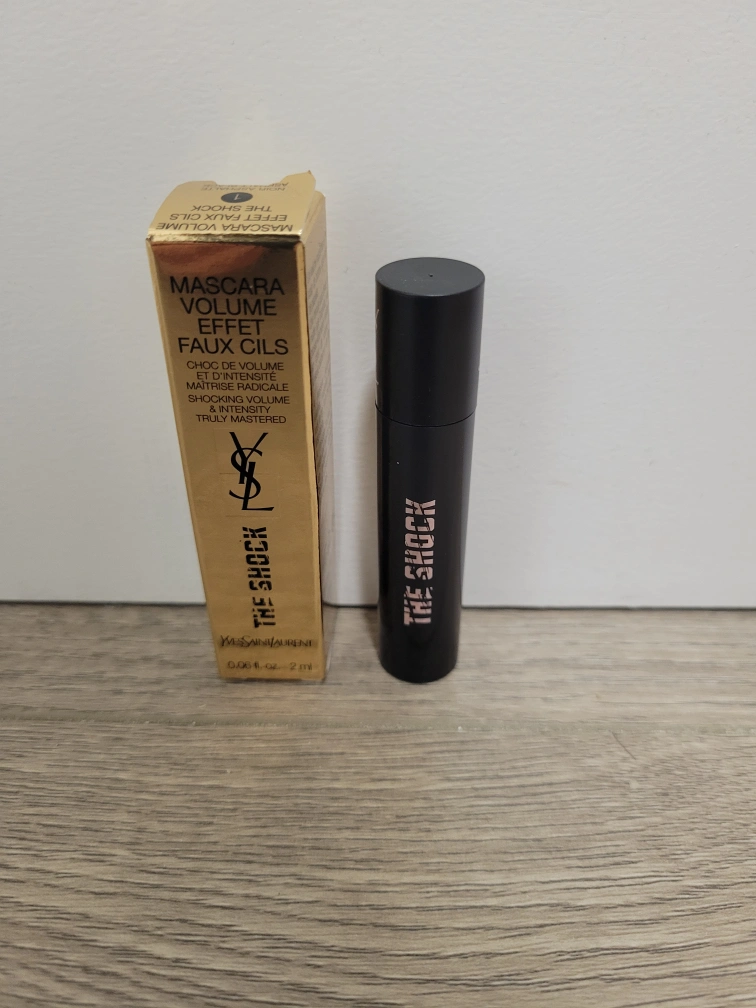 MASCARA VOLUME
EFFET FAUX CILS
THE SHOCK
1
MASCARA
VOLUME
EFFET
FAUX CILS
CHOC DE VOLUME
ET D'INTENSITÉ
MAÎTRISE RADICALE
SHOCKING VOLUME
& INTENSITY
TRULY MASTERED
YSL
THE SHOCK
YVESSAINTLAURENT
0.06 fl. oz. - 2 ml
THE SHOCK